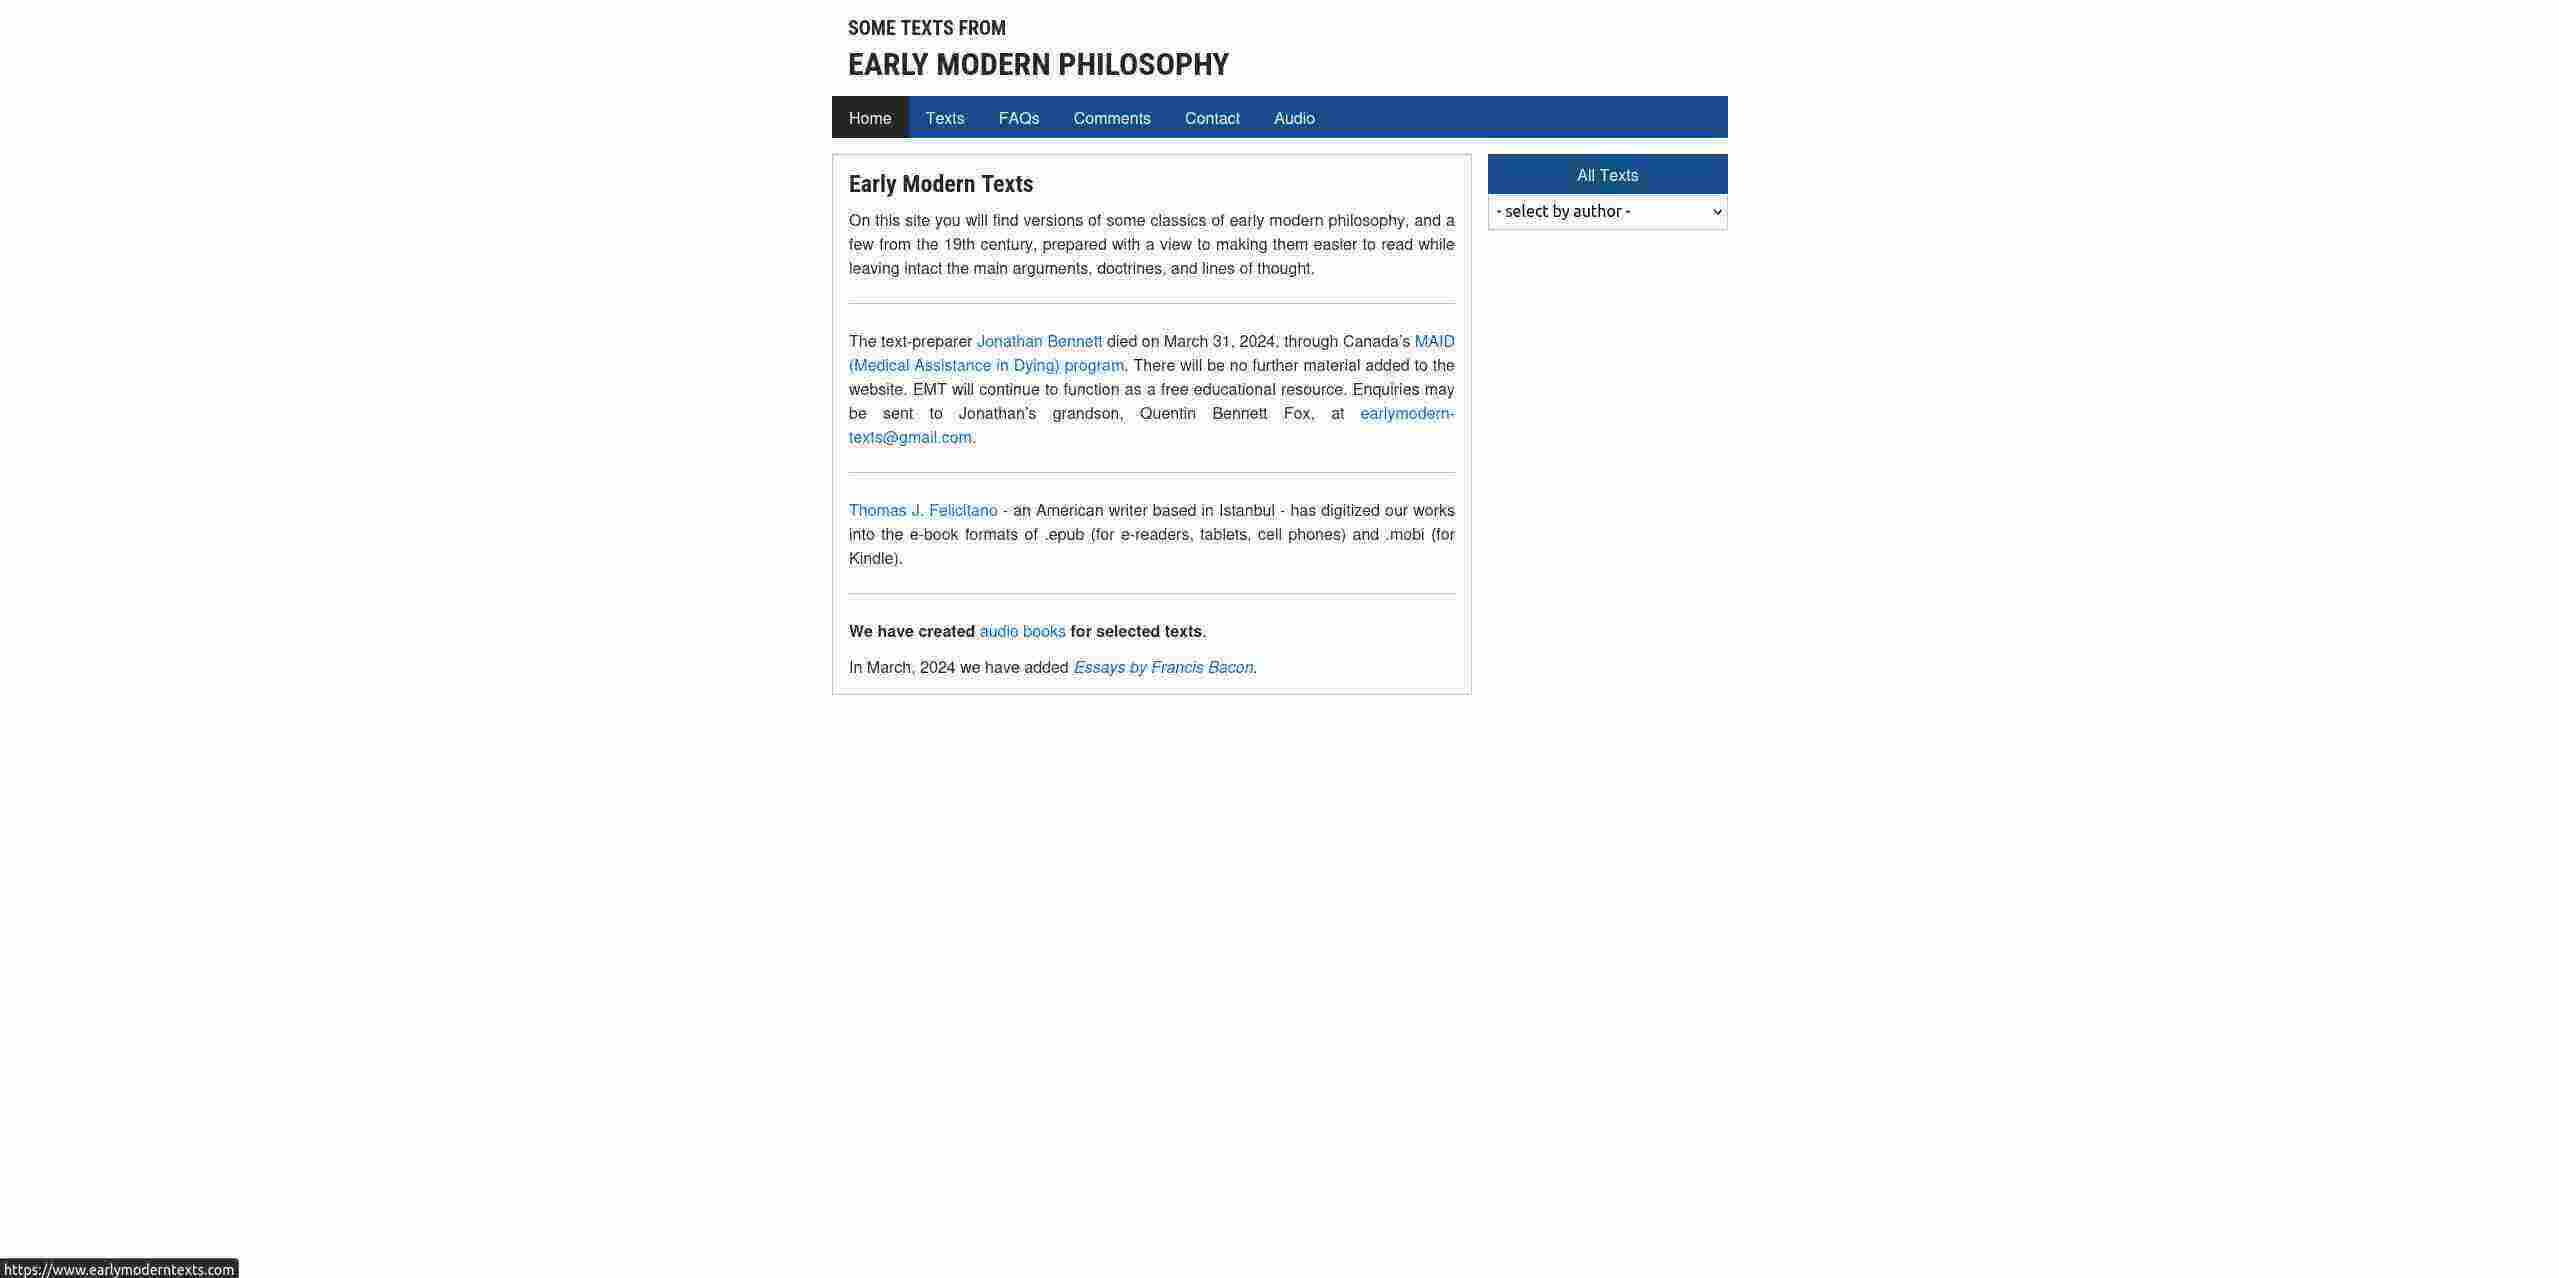 SOME TEXTS FROM
EARLY MODERN PHILOSOPHY
Home Texts FAQs Comments Contact Audio
Early Modern Texts
On this site you will find versions of some classics of early modern philosophy, and a
few from the 19th century, prepared with a view to making them easier to read while
leaving intact the main arguments, doctrines, and lines of thought.
The text-preparer Jonathan Bennett died on March 31, 2024, through Canada's MAID
(Medical Assistance in Dying) program. There will be no further material added to the
website. EMT will continue to function as a free educational resource. Enquiries may
be sent to Jonathan's grandson, Quentin Bennett Fox, at earlymodern-
texts@gmail.com.
Thomas J. Felicitano - an American writer based in Istanbul - has digitized our works
into the e-book formats of .epub (for e-readers, tablets, cell phones) and .mobi (for
Kindle).
We have created audio books for selected texts.
In March, 2024 we have added Essays by Francis Bacon.
All Texts
- select by author -
https://www.earlymoderntexts.com